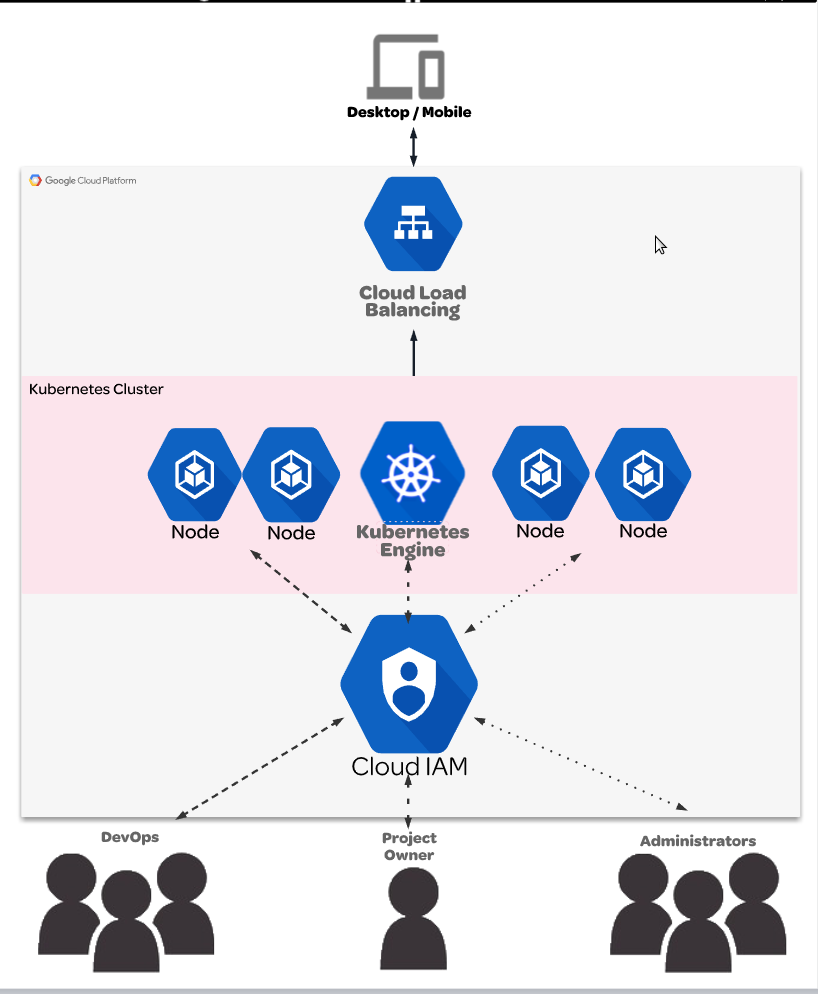 Desktop / Mobile
Google Cloud Platform
Cloud Load
Balancing
Kubernetes Cluster
Node
Node
Kubernetes
Engine
Node
Node
Cloud IAM
DevOps
Project
Owner
Administrators